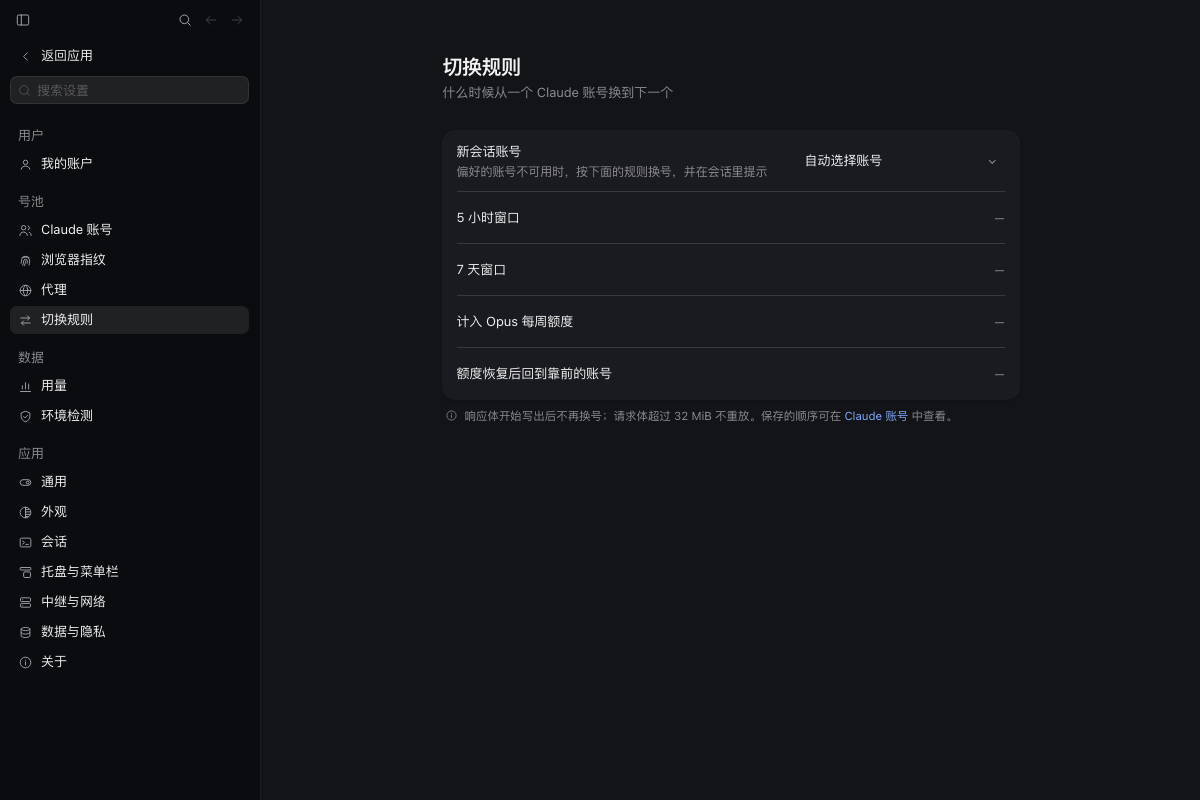 返回应用
搜索设置
用户
我的账户
号池
Claude 账号
浏览器指纹
代理
切换规则
数据
用量
环境检测
应用
通用
外观
会话
托盘与菜单栏
中继与网络
数据与隐私
关于
切换规则
什么时候从一个 Claude 账号换到下一个
新会话账号
偏好的账号不可用时，按下面的规则换号，并在会话里提示
自动选择账号
5 小时窗口 —
7 天窗口 —
计入 Opus 每周额度 —
额度恢复后回到靠前的账号 —
响应体开始写出后不再换号；请求体超过 32 MiB 不重放。保存的顺序可在 Claude 账号 中查看。